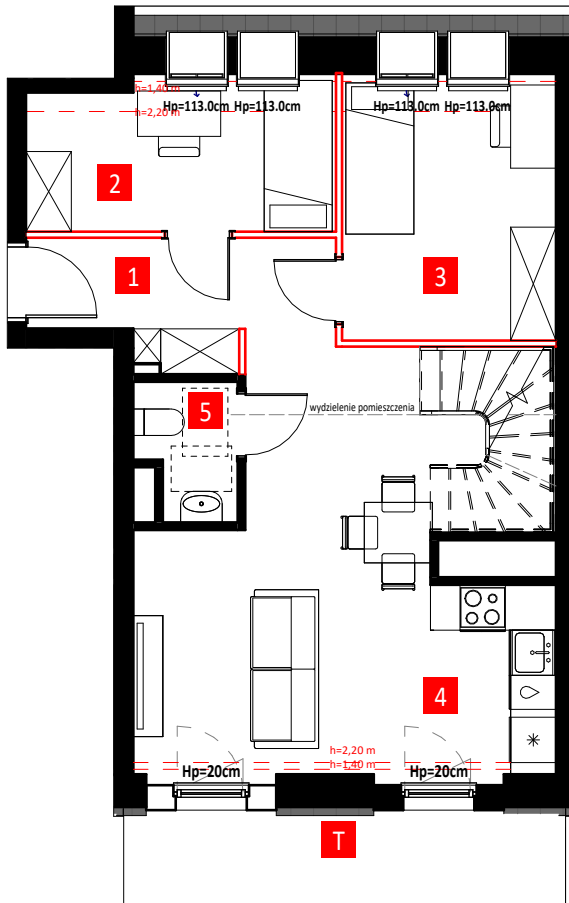 h=1,40 m
Hp=113.0cm Hp=113.0cm
Hp=113.0cm Hp=113.0cm
h=2,20 m
2
1
3
5
wydzielenie pomieszczenia
4
h=2,20 m
h=1,40 m
Hp=20cm
Hp=20cm
T